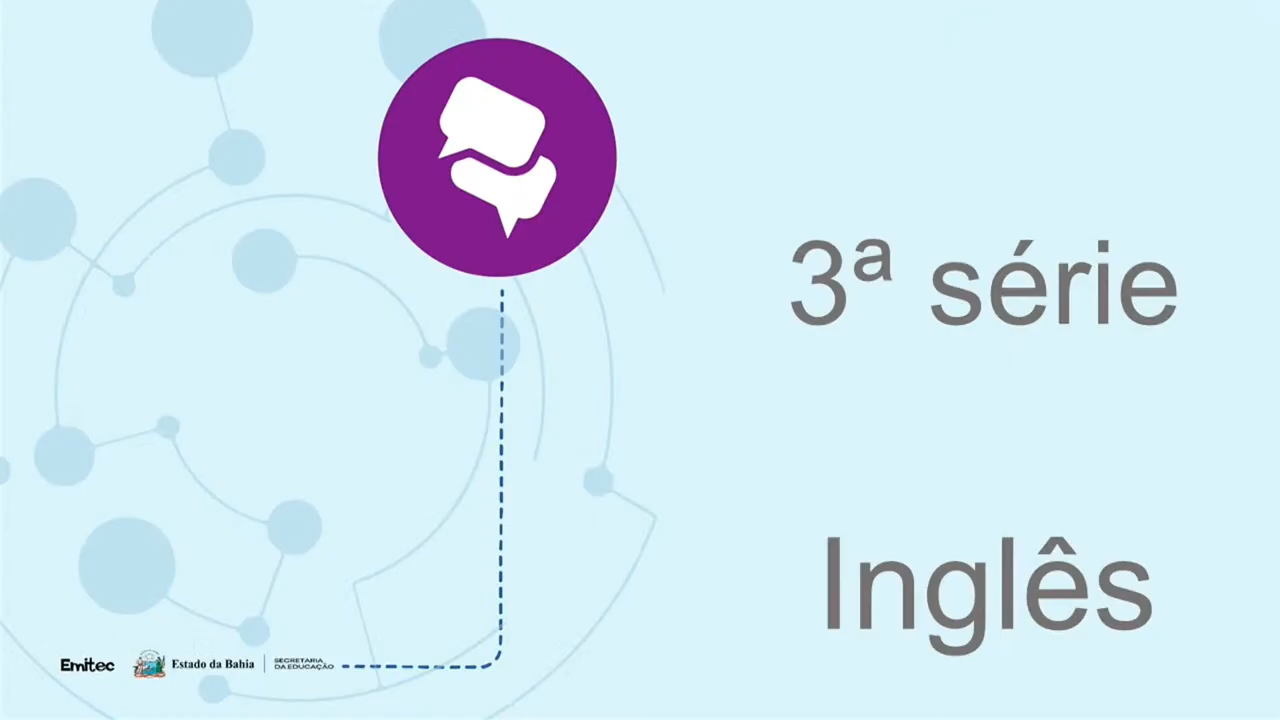 3ª série
Inglês
Emitec
Estado da Bahia
SECRETARIA
DA EDUCAÇÃO